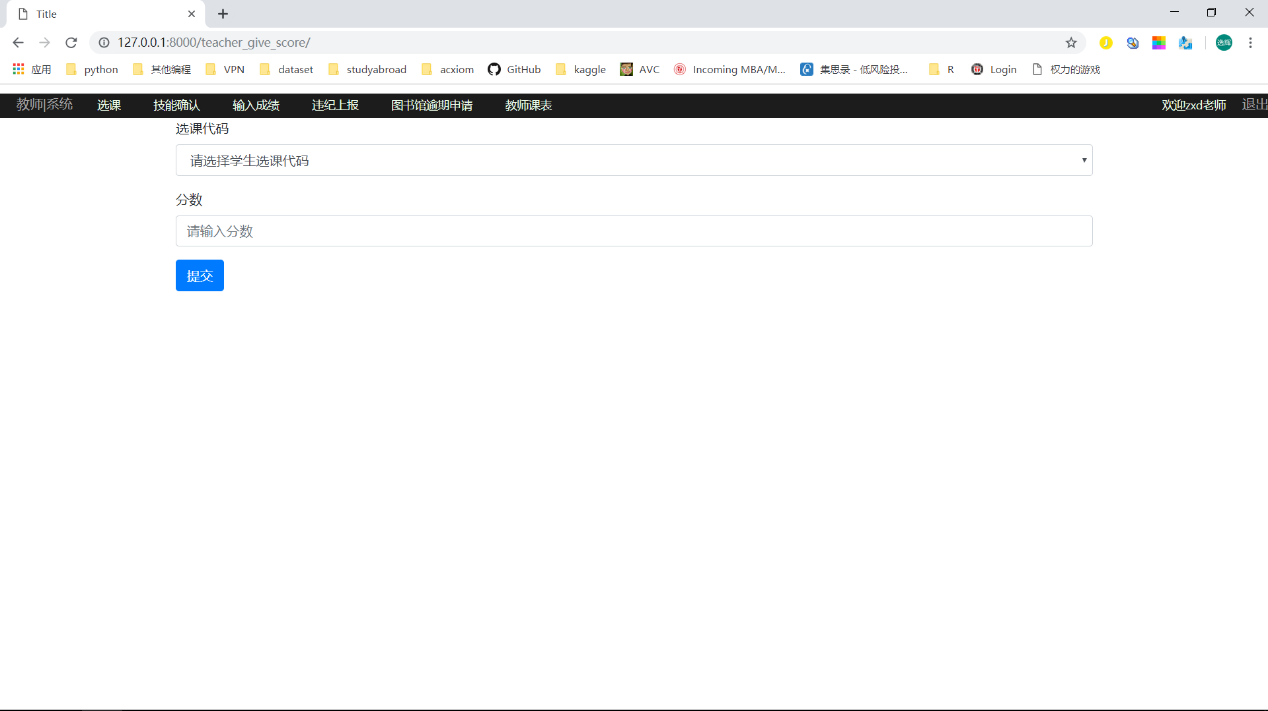 Title
127.0.0.1:8000/teacher_give_score/
应用 python 其他编程 VPN dataset studyabroad acxiom GitHub kaggle AVC Incoming MBA/M... 集思录 - 低风险投... R Login 权力的游戏
教师|系统 选课 技能确认 输入成绩 违纪上报 图书馆逾期申请 教师课表 欢迎zxd老师 退出
选课代码
请选择学生选课代码
分数
请输入分数
提交